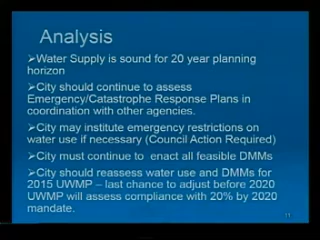 Analysis
➢Water Supply is sound for 20 year planning
horizon
➢City should continue to assess
Emergency/Catastrophe Response Plans in
coordination with other agencies.
➢City may institute emergency restrictions on
water use if necessary (Council Action Required)
➢City must continue to  enact all feasible DMMs
➢City should reassess water use and DMMs for
2015 UWMP – last chance to adjust before 2020
UWMP will assess compliance with 20% by 2020
mandate.
11